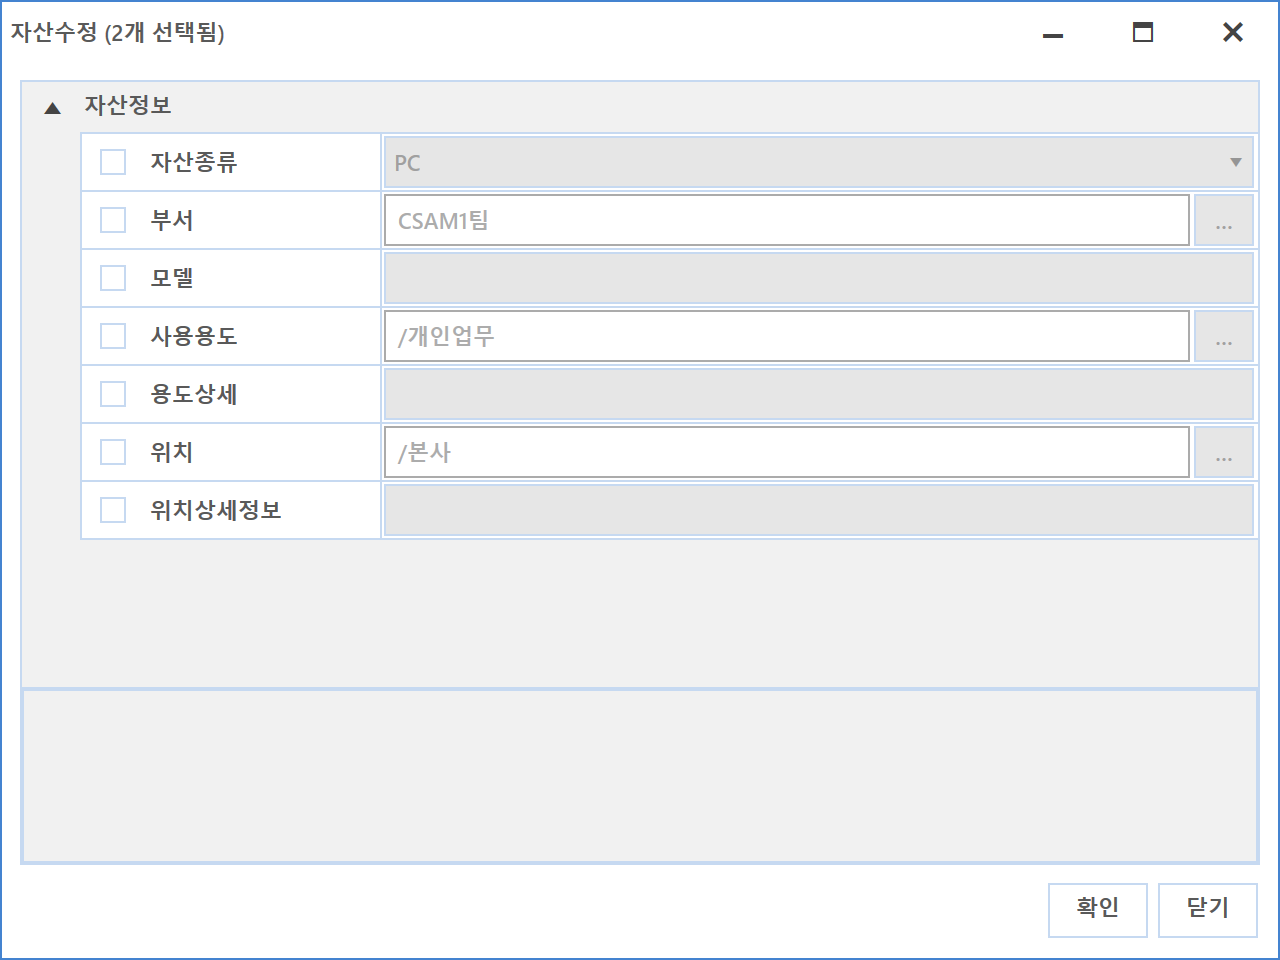 자산수정 (2개 선택됨)
자산정보
자산종류 PC
부서 CSAM1팀 ...
모델
사용용도 /개인업무 ...
용도상세
위치 /본사 ...
위치상세정보
확인 닫기